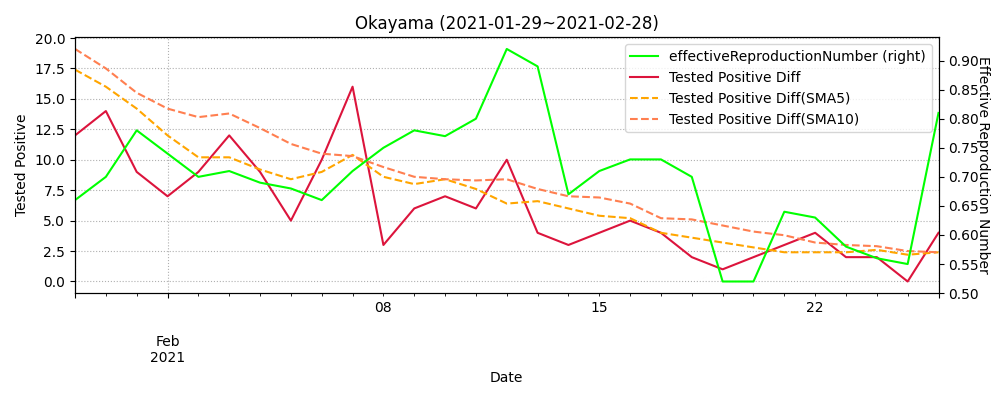 Okayama (2021-01-29~2021-02-28)
effectiveReproductionNumber (right)
Tested Positive Diff
Tested Positive Diff(SMA5)
Tested Positive Diff(SMA10)
Tested Positive
20.0
17.5
15.0
12.5
10.0
7.5
5.0
2.5
0.0
Effective Reproduction Number
0.90
0.85
0.80
0.75
0.70
0.65
0.60
0.55
0.50
08
15
22
Feb
2021
Date